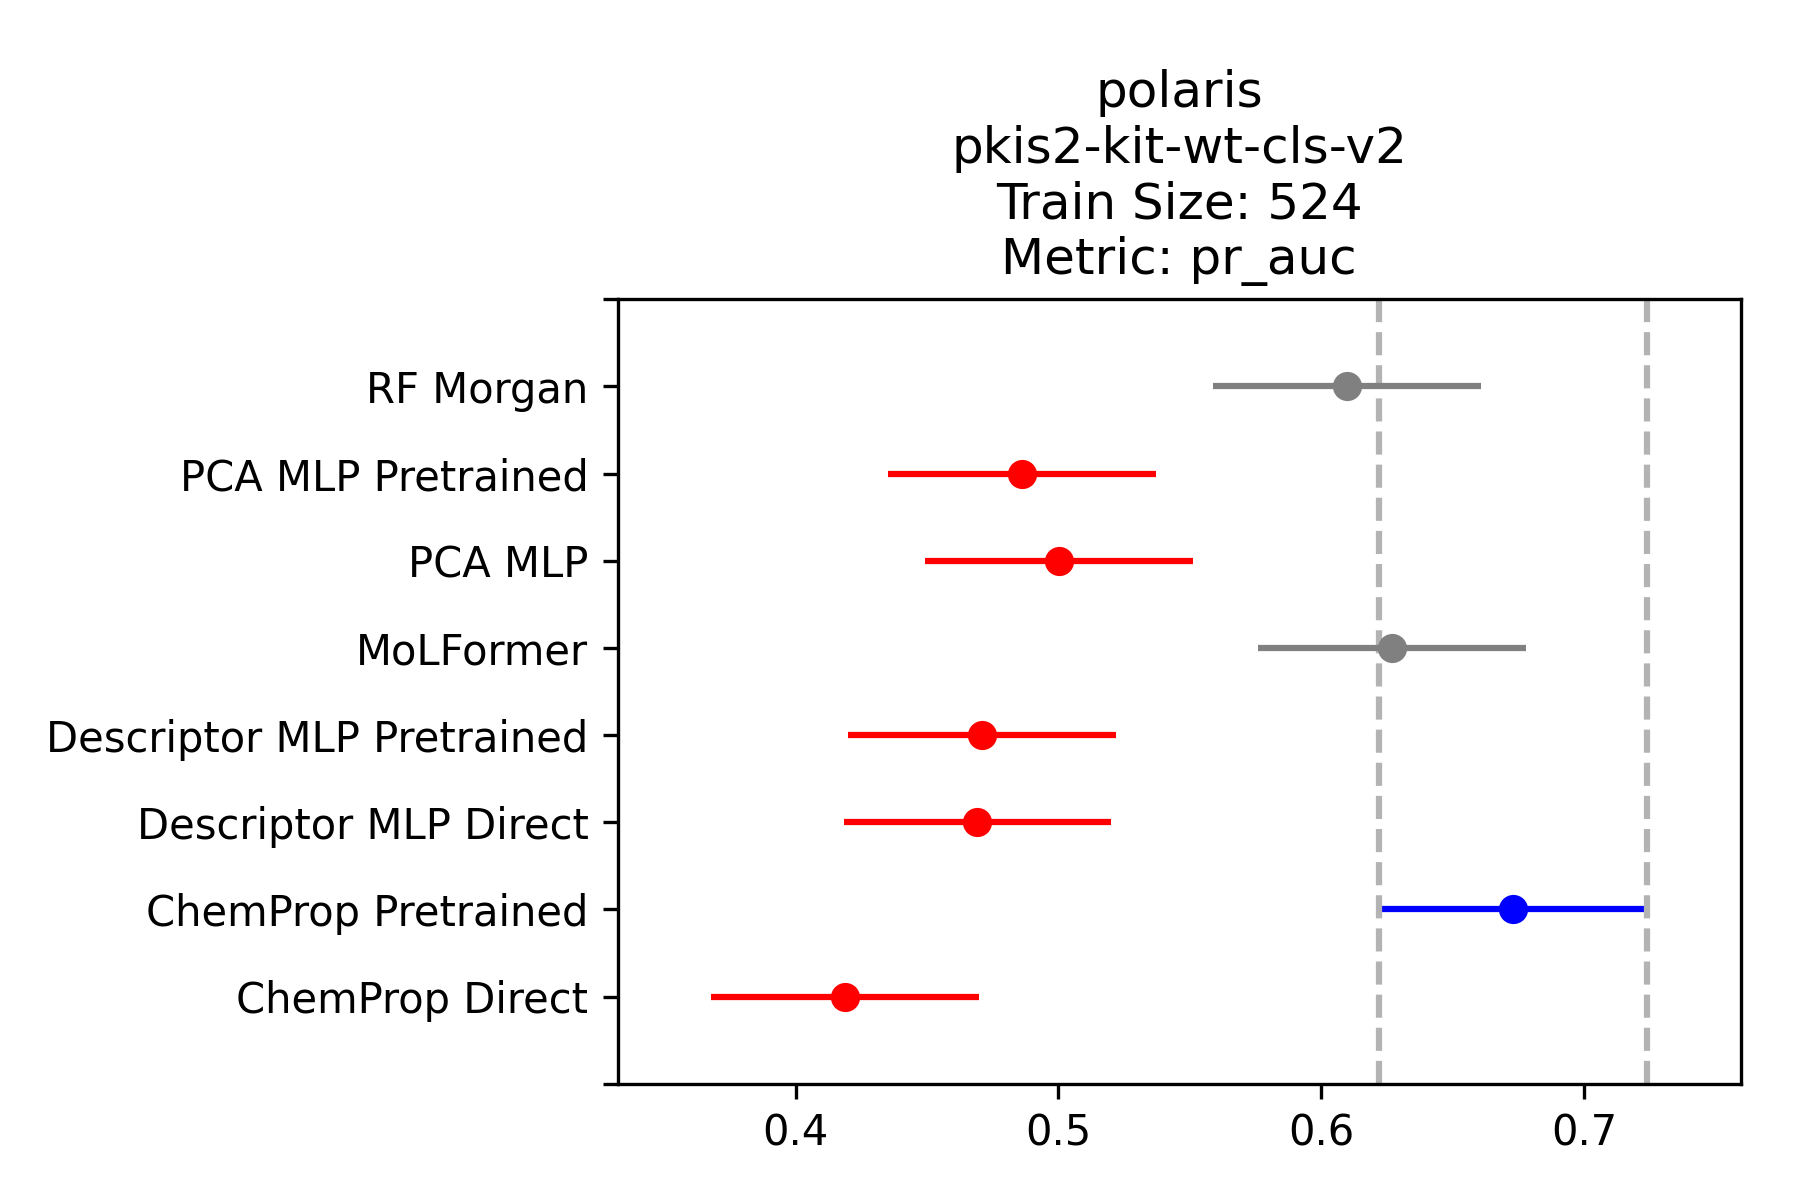 polaris
pkis2-kit-wt-cls-v2
Train Size: 524
Metric: pr_auc
RF Morgan
PCA MLP Pretrained
PCA MLP
MoLFormer
Descriptor MLP Pretrained
Descriptor MLP Direct
ChemProp Pretrained
ChemProp Direct
0.4 0.5 0.6 0.7